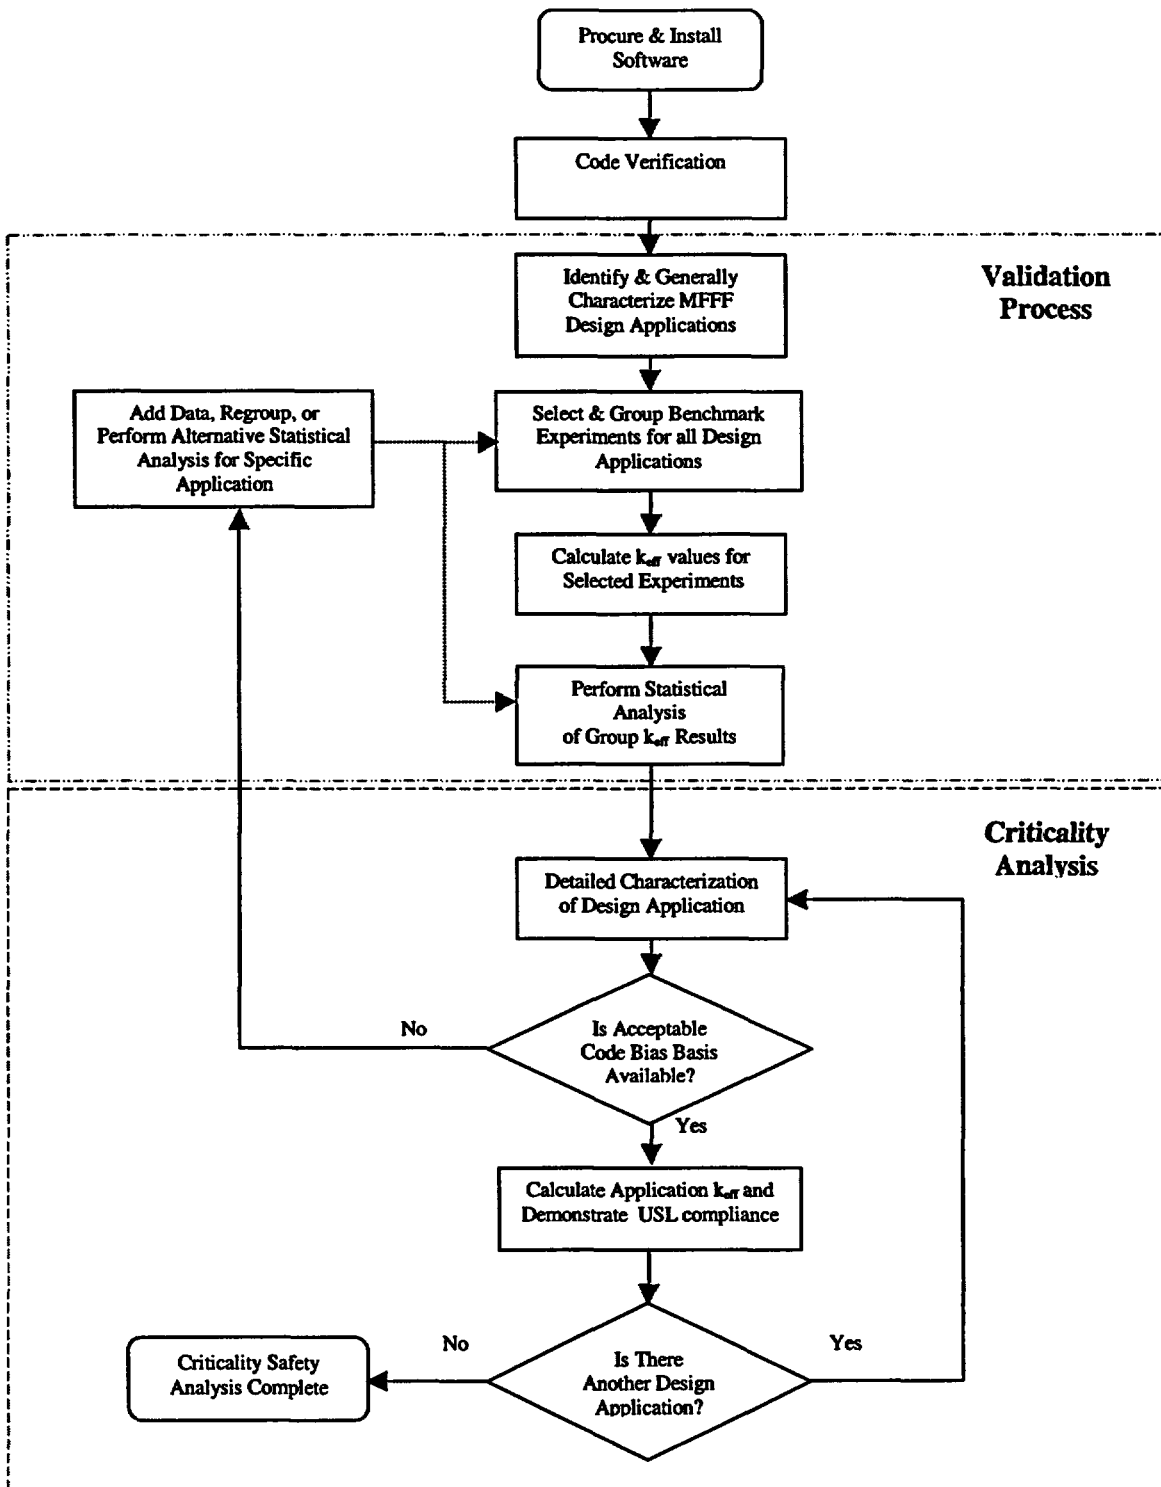 Procure & Install
Software
Code Verification
Validation
Process
Identify & Generally
Characterize MFFF
Design Applications
Add Data, Regroup, or
Perform Alternative Statistical
Analysis for Specific
Application
Select & Group Benchmark
Experiments for all Design
Applications
Calculate keff values for
Selected Experiments
Perform Statistical
Analysis
of Group keff Results
Criticality
Analysis
Detailed Characterization
of Design Application
No
Is Acceptable
Code Bias Basis
Available?
Yes
Calculate Application keff and
Demonstrate USL compliance
No
Yes
Is There
Another Design
Application?
Criticality Safety
Analysis Complete